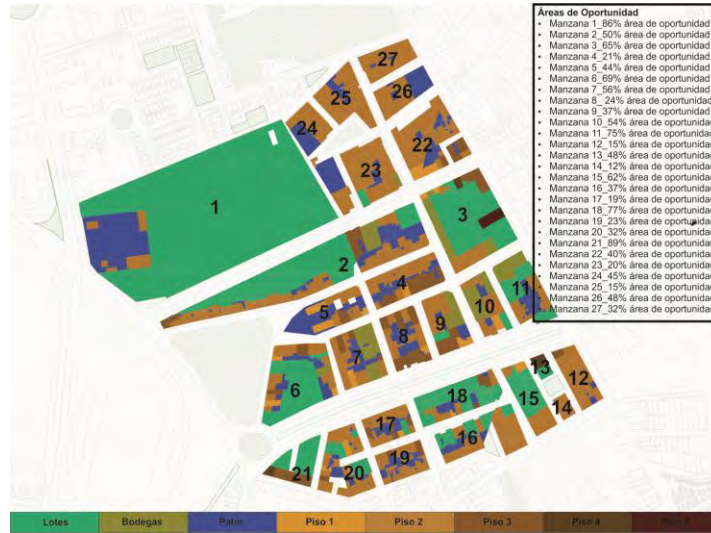 Áreas de Oportunidad
• Manzana 1_86% área de oportunidad
• Manzana 2_50% área de oportunidad
• Manzana 3_65% área de oportunidad
• Manzana 4_21% área de oportunidad
• Manzana 5_44% área de oportunidad
• Manzana 6_69% área de oportunidad
• Manzana 7_56% área de oportunidad
• Manzana 8_ 24% área de oportunidad
• Manzana 9_37% área de oportunidad
• Manzana 10_54% área de oportunidad
• Manzana 11_75% área de oportunidad
• Manzana 12_15% área de oportunidad
• Manzana 13_48% área de oportunidad
• Manzana 14_12% área de oportunidad
• Manzana 15_62% área de oportunidad
• Manzana 16_37% área de oportunidad
• Manzana 17_19% área de oportunidad
• Manzana 18_77% área de oportunidad
• Manzana 19_23% área de oportunidad
• Manzana 20_32% área de oportunidad
• Manzana 21_89% área de oportunidad
• Manzana 22_40% área de oportunidad
• Manzana 23_20% área de oportunidad
• Manzana 24_45% área de oportunidad
• Manzana 25_15% área de oportunidad
• Manzana 26_48% área de oportunidad
• Manzana 27_32% área de oportunidad
27
25
26
24
22
23
1
3
2
4
11
5
10
9
8
7
13
12
6
18
15
14
17
16
19
20
21
Lotes Bodegas Patio Piso 1 Piso 2 Piso 3 Piso 4 Piso 5